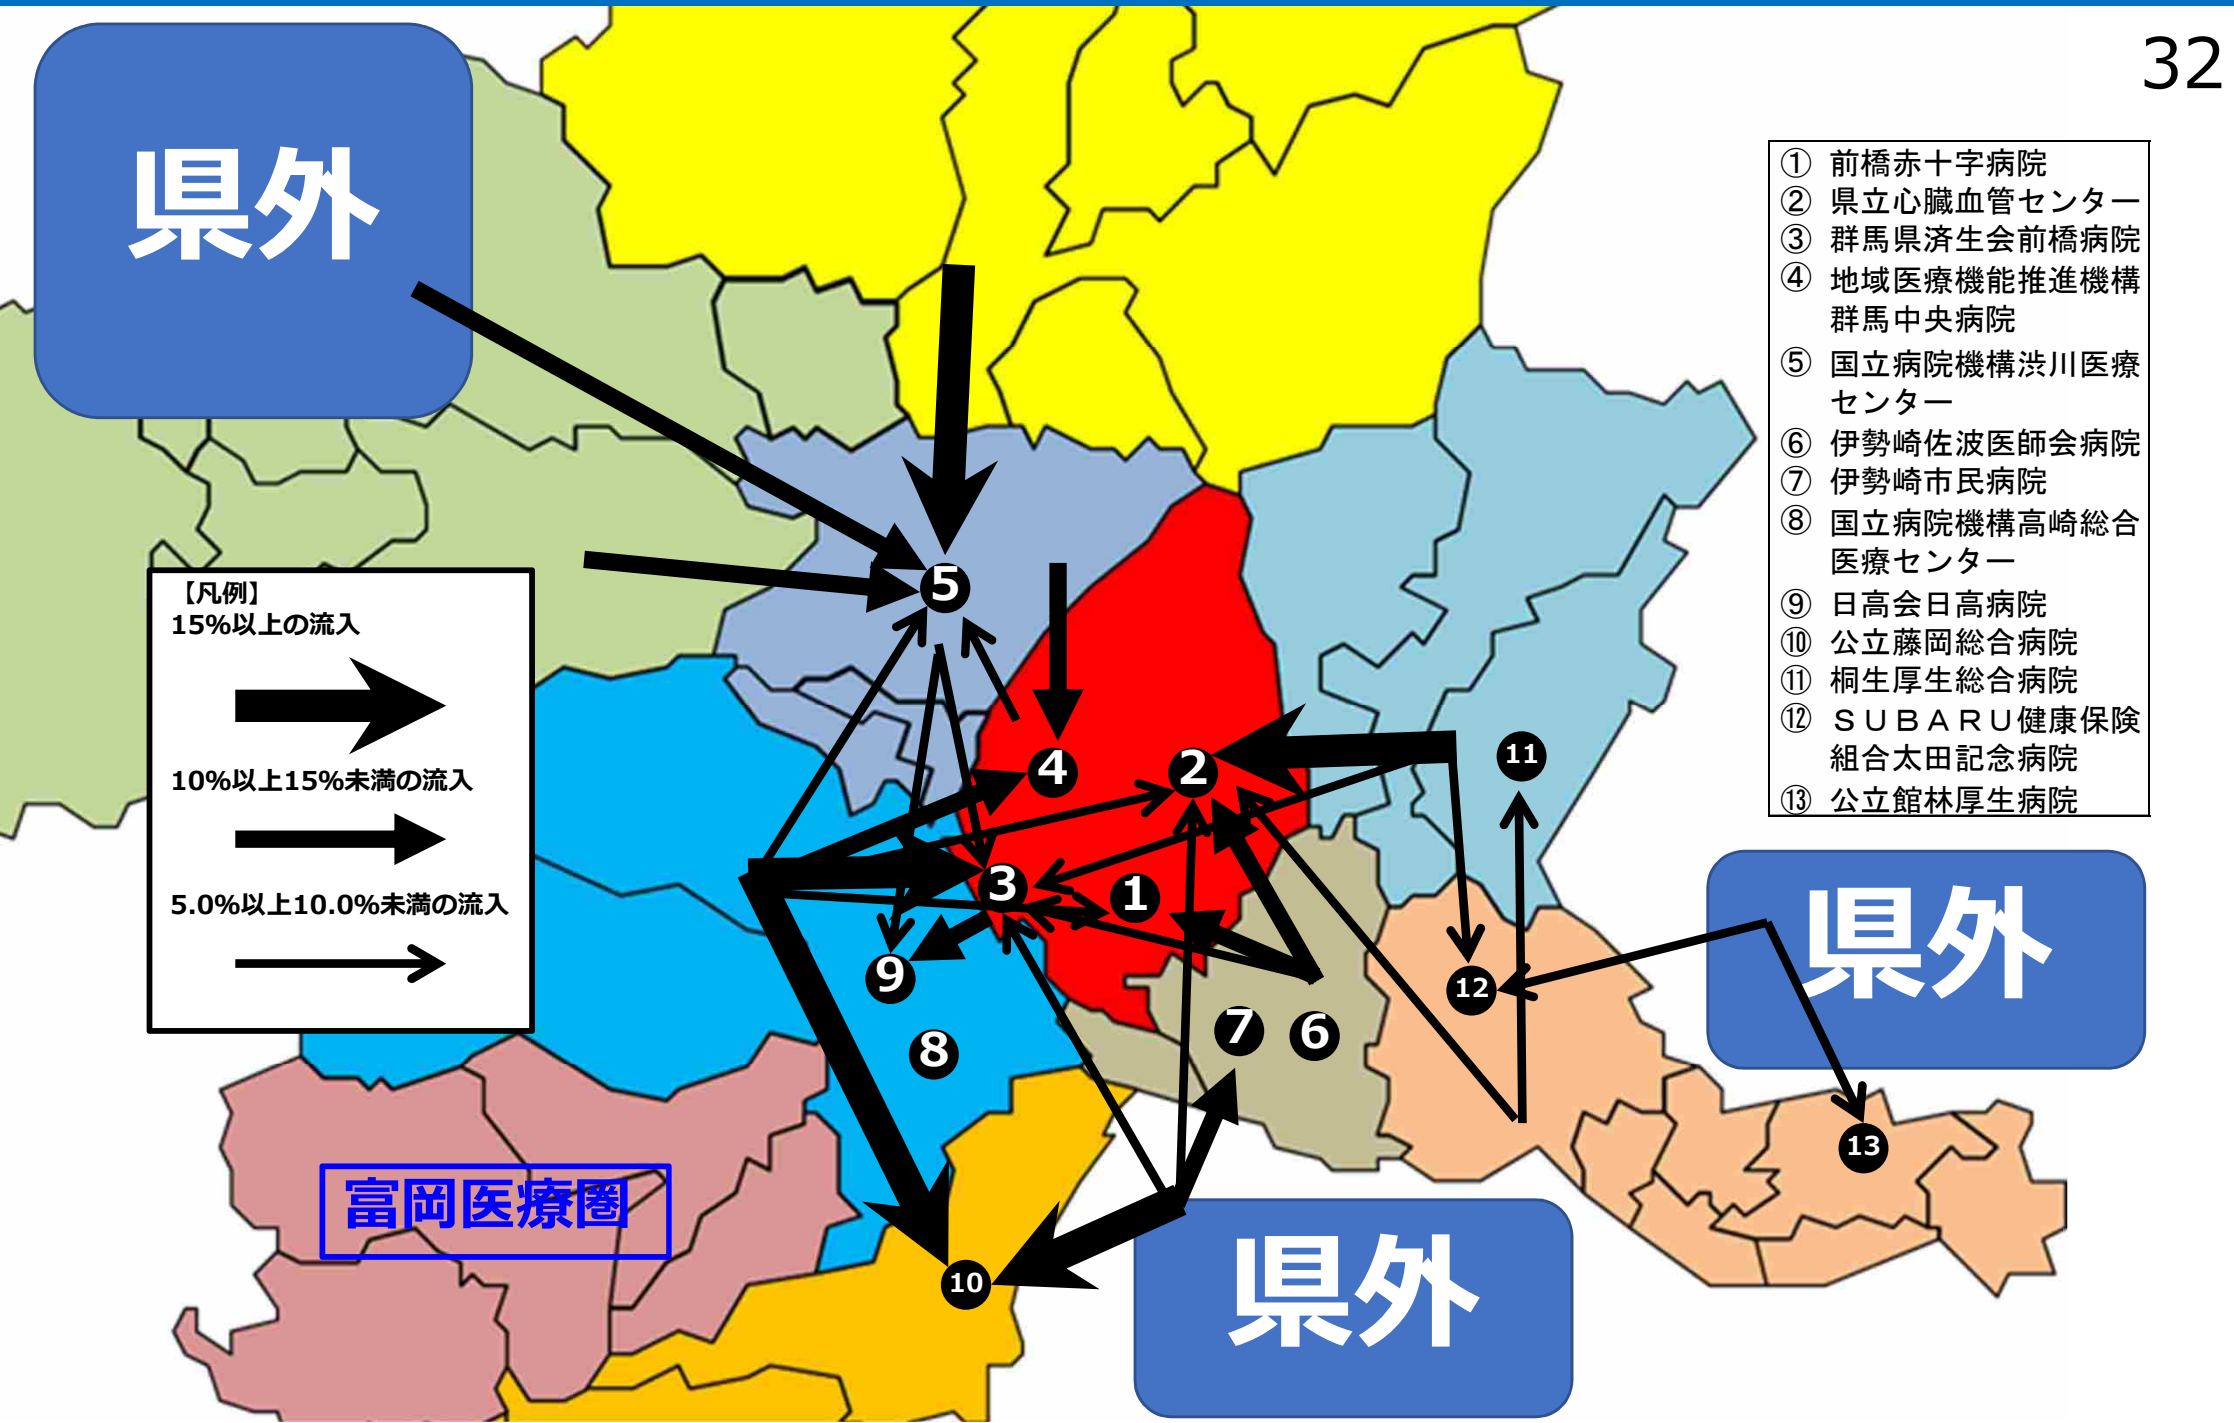 32
県外
① 前橋赤十字病院
② 県立心臓血管センター
③ 群馬県済生会前橋病院
④ 地域医療機能推進機構
群馬中央病院
⑤ 国立病院機構渋川医療
センター
⑥ 伊勢崎佐波医師会病院
⑦ 伊勢崎市民病院
⑧ 国立病院機構高崎総合
医療センター
⑨ 日高会日高病院
⑩ 公立藤岡総合病院
⑪ 桐生厚生総合病院
⑫ ＳＵＢＡＲＵ健康保険
組合太田記念病院
⑬ 公立館林厚生病院
【凡例】
15%以上の流入
10%以上15%未満の流入
5.0%以上10.0%未満の流入
5
4
2
11
3
1
9
12
8
7
6
県外
13
富岡医療圏
10
県外